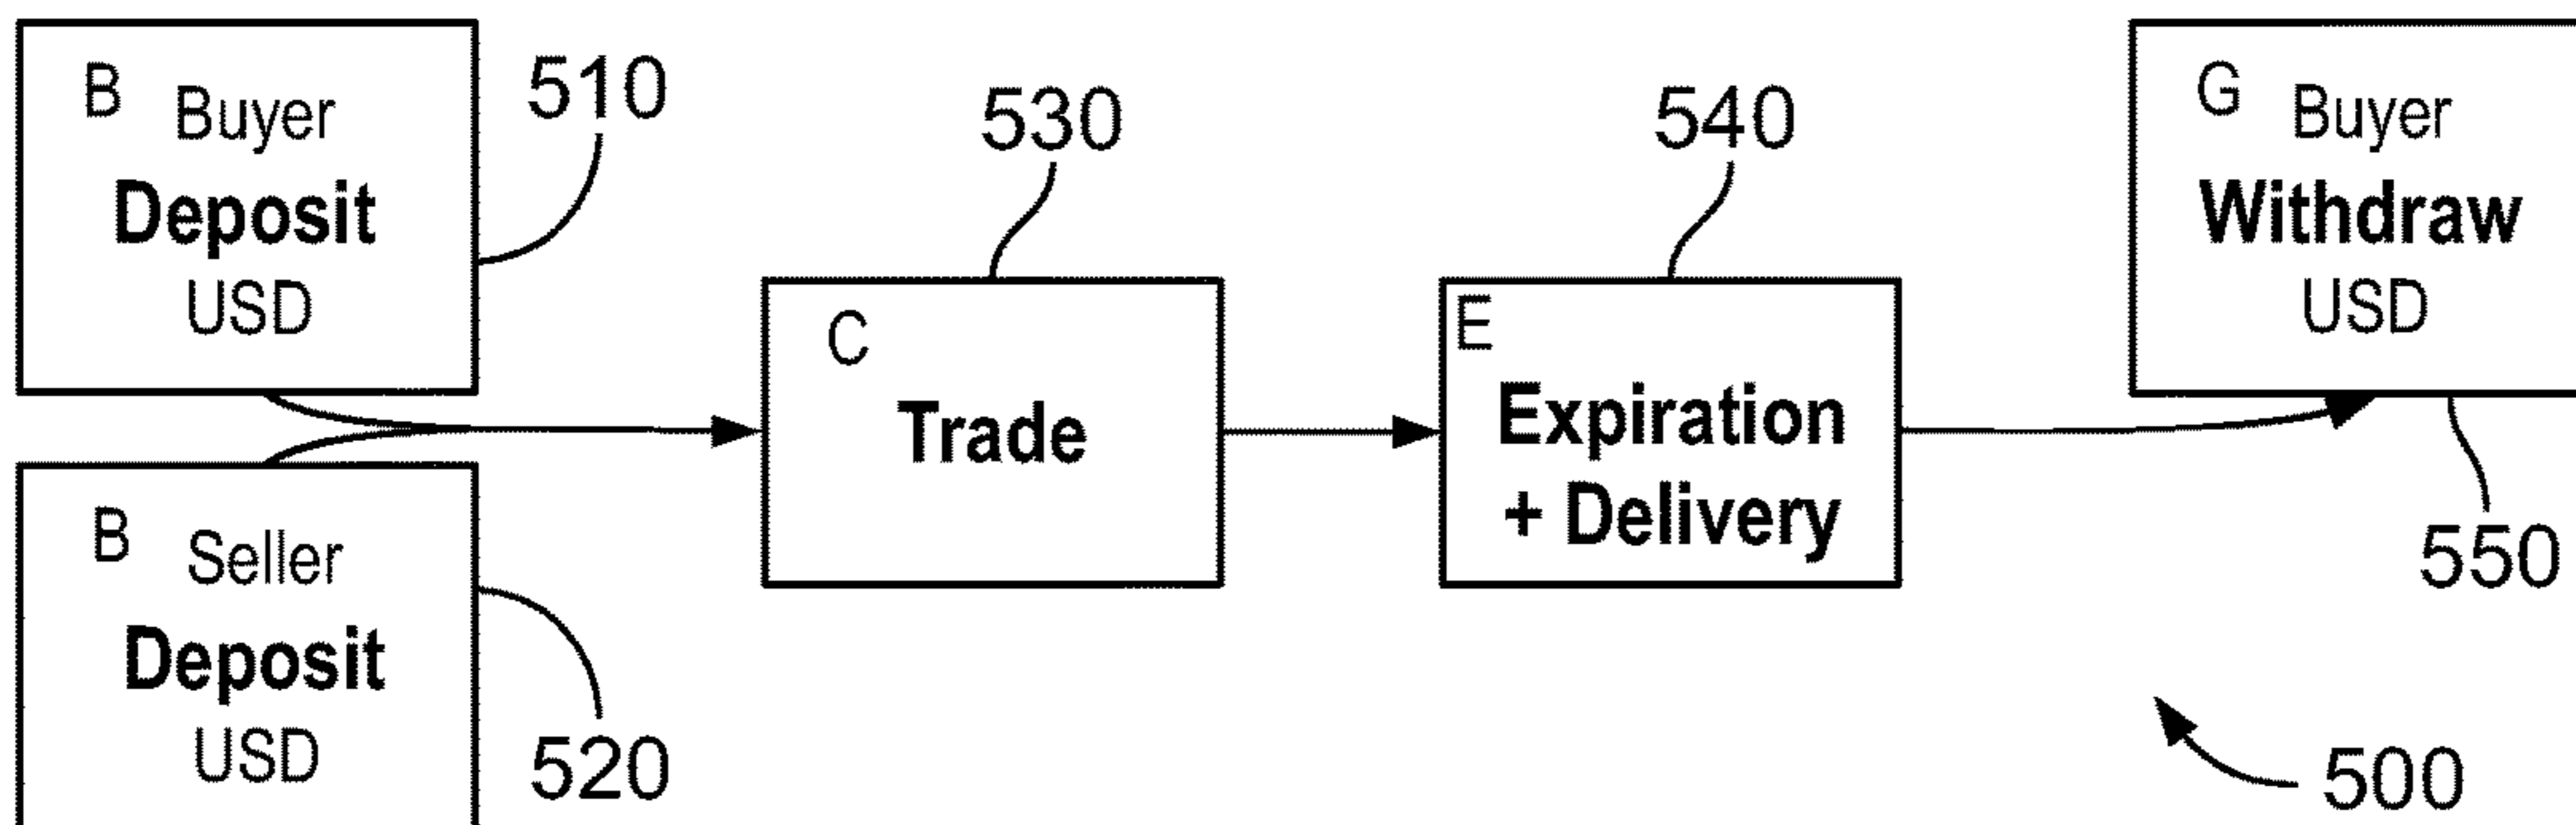 B Buyer
Deposit
USD
510
B Seller
Deposit
USD
520
530
C
Trade
540
E
Expiration
+ Delivery
G Buyer
Withdraw
USD
550
500